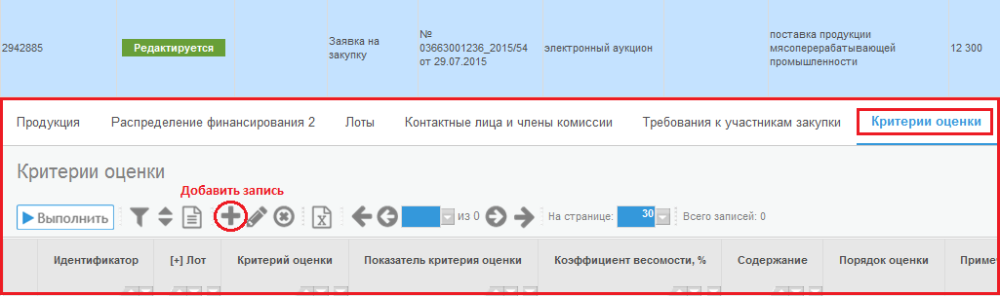 2942885
Редактируется
Заявка на
закупку
№
03663001236_2015/54
от 29.07.2015
электронный аукцион
поставка продукции
мясоперерабатывающей
промышленности
12 300
Продукция Распределение финансирования 2 Лоты Контактные лица и члены комиссии Требования к участникам закупки Критерии оценки
Критерии оценки
Добавить запись
Выполнить из 0 На странице: 30 Всего записей: 0
Идентификатор [+] Лот Критерий оценки Показатель критерия оценки Коэффициент весомости, % Содержание Порядок оценки Приме